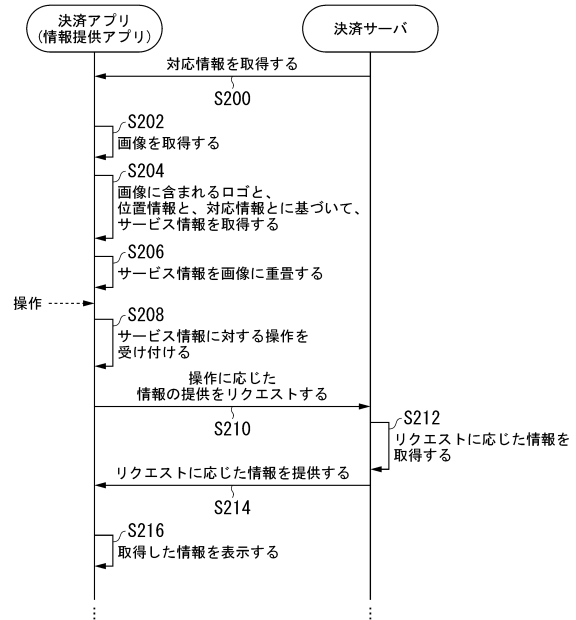 決済アプリ
(情報提供アプリ)
決済サーバ
対応情報を取得する
S200
S202
画像を取得する
S204
画像に含まれるロゴと、
位置情報と、対応情報とに基づいて、
サービス情報を取得する
S206
サービス情報を画像に重畳する
操作
S208
サービス情報に対する操作を
受け付ける
操作に応じた
情報の提供をリクエストする
S210
S212
リクエストに応じた情報を
取得する
リクエストに応じた情報を提供する
S214
S216
取得した情報を表示する